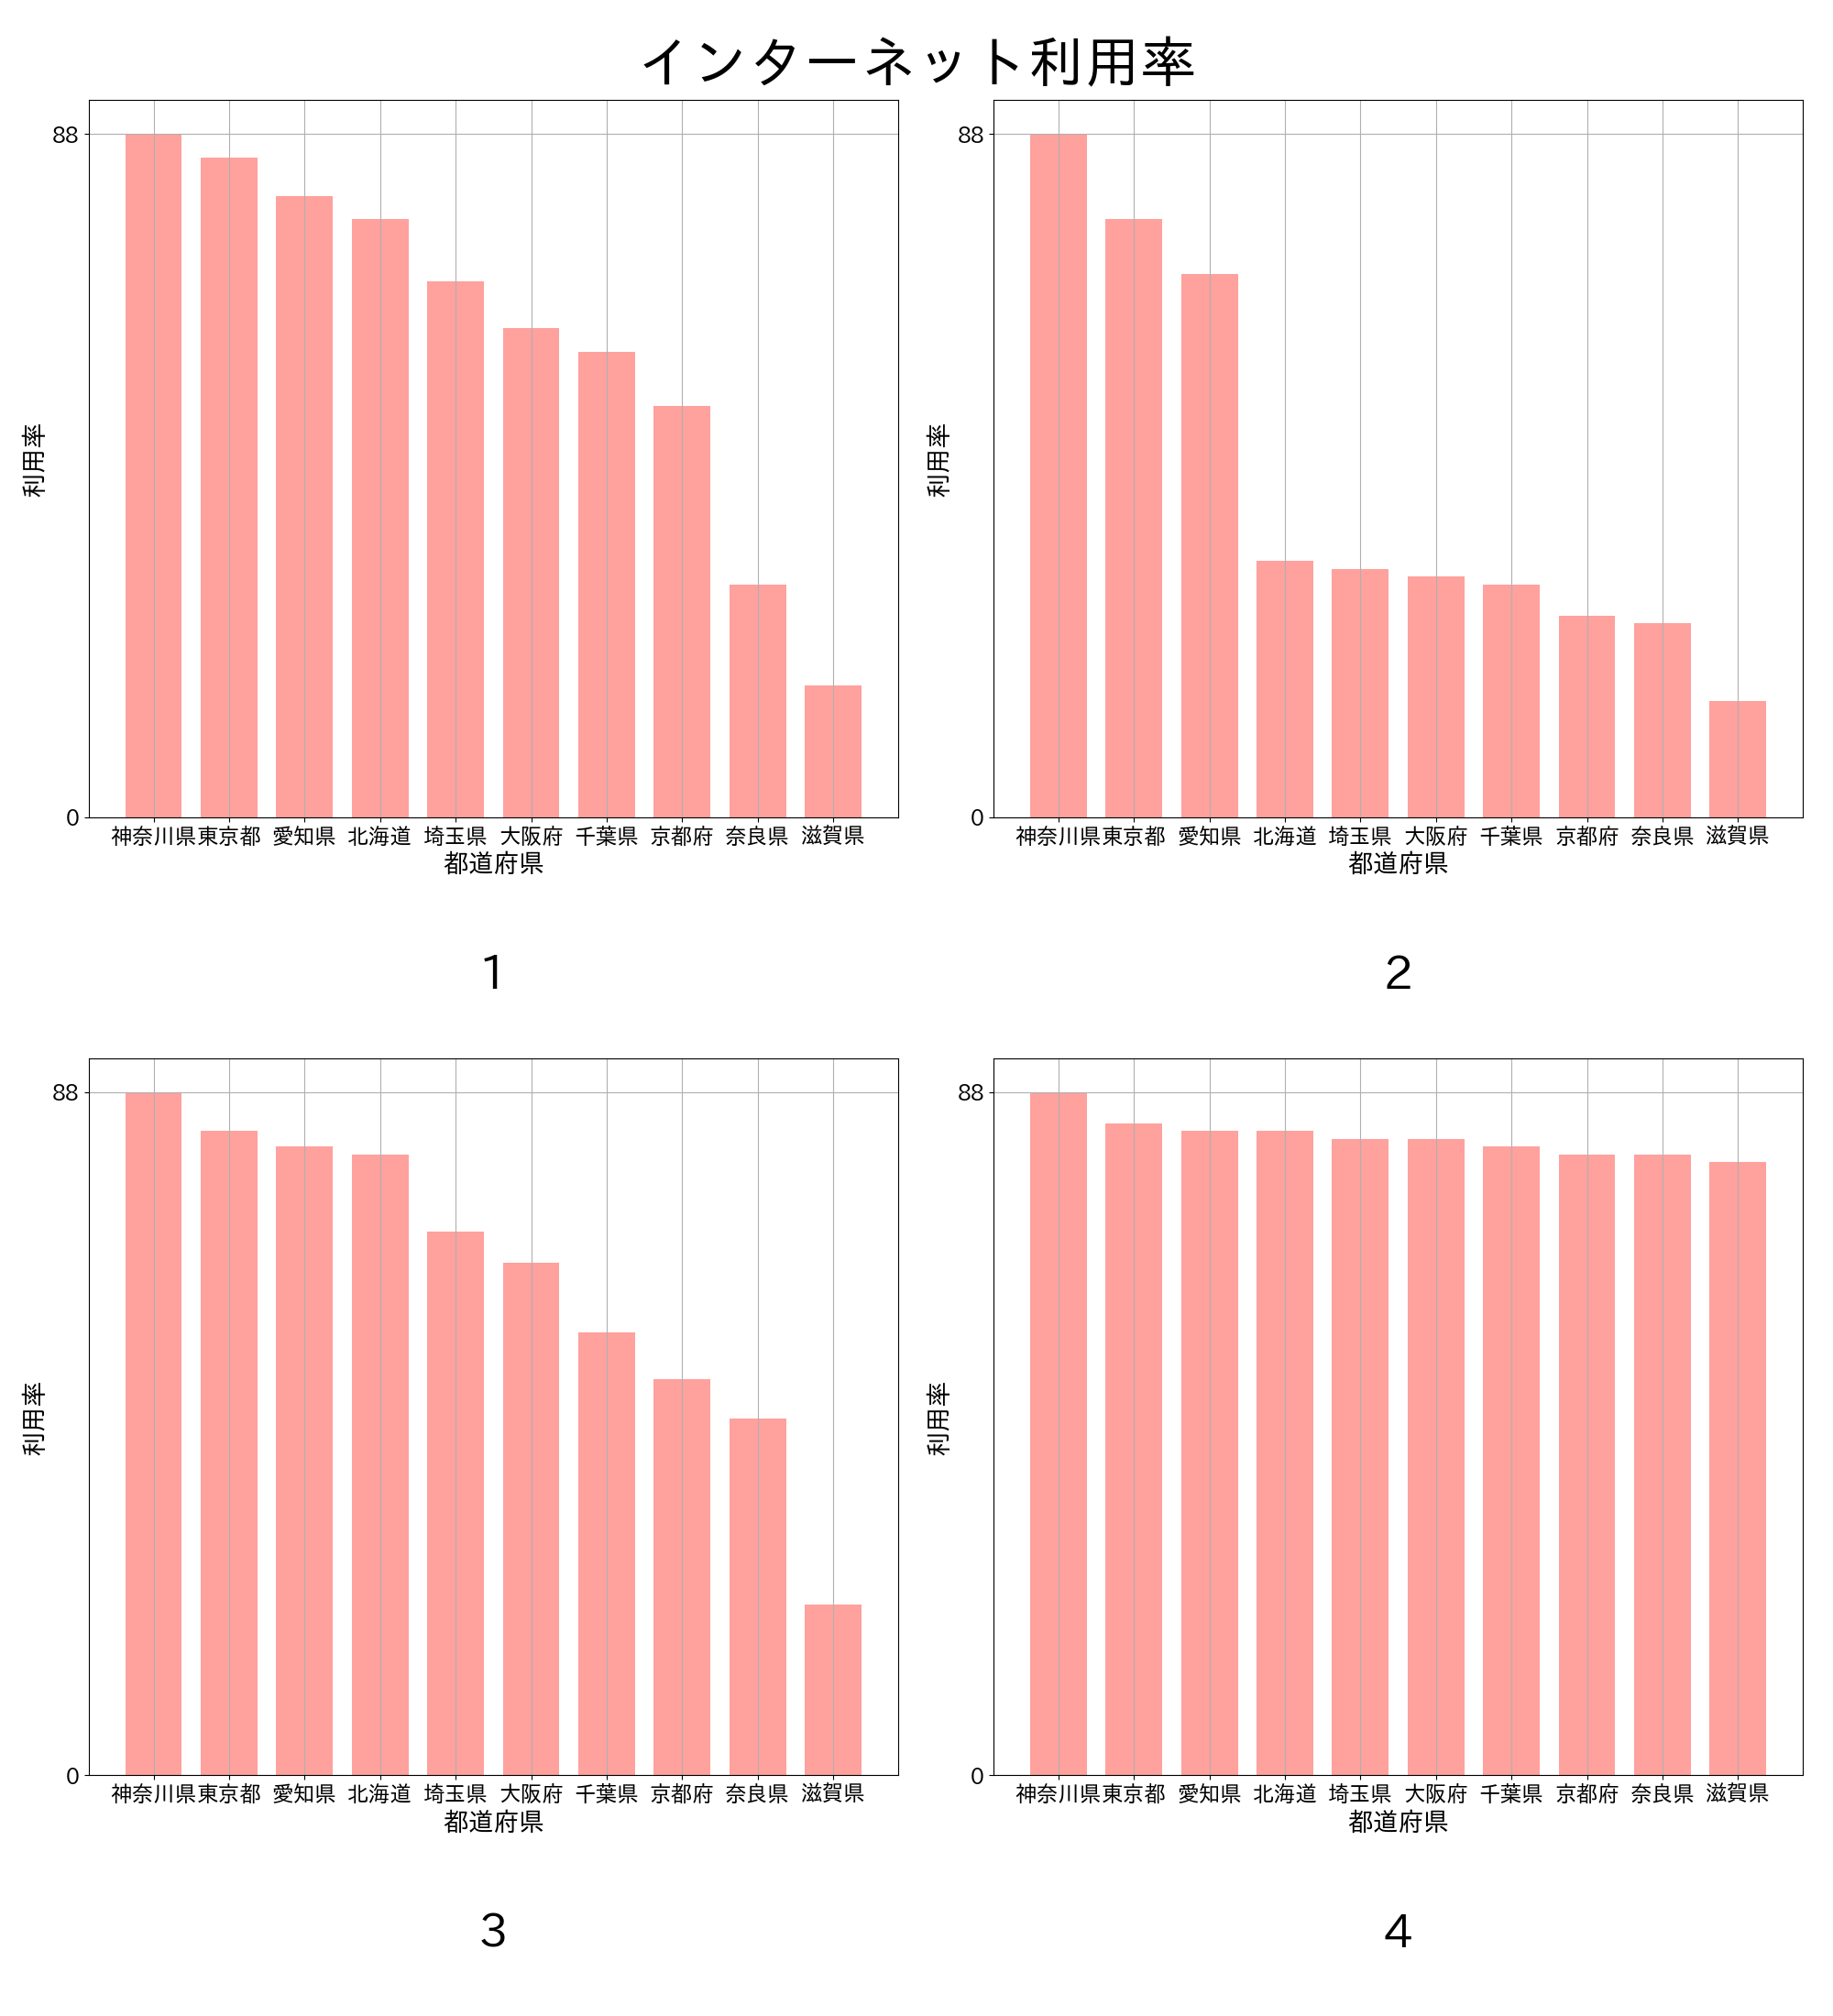 インターネット利用率
88
0
利用率
神奈川県 東京都 愛知県 北海道 埼玉県 大阪府 千葉県 京都府 奈良県 滋賀県
都道府県
1
88
0
利用率
神奈川県 東京都 愛知県 北海道 埼玉県 大阪府 千葉県 京都府 奈良県 滋賀県
都道府県
2
88
0
利用率
神奈川県 東京都 愛知県 北海道 埼玉県 大阪府 千葉県 京都府 奈良県 滋賀県
都道府県
3
88
0
利用率
神奈川県 東京都 愛知県 北海道 埼玉県 大阪府 千葉県 京都府 奈良県 滋賀県
都道府県
4